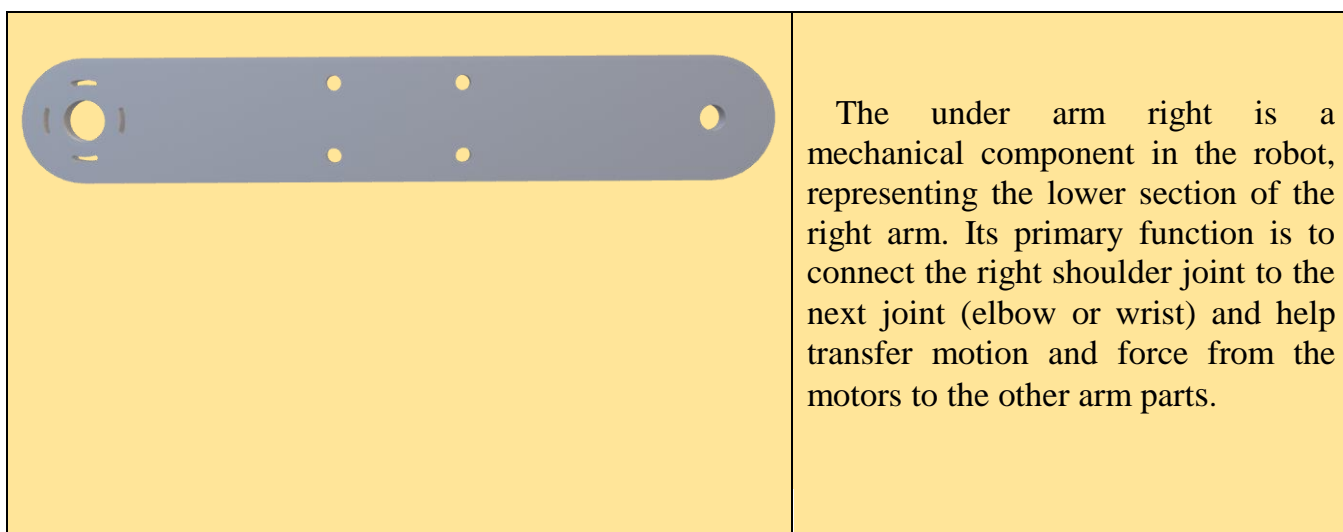 The under arm right is a
mechanical component in the robot,
representing the lower section of the
right arm. Its primary function is to
connect the right shoulder joint to the
next joint (elbow or wrist) and help
transfer motion and force from the
motors to the other arm parts.